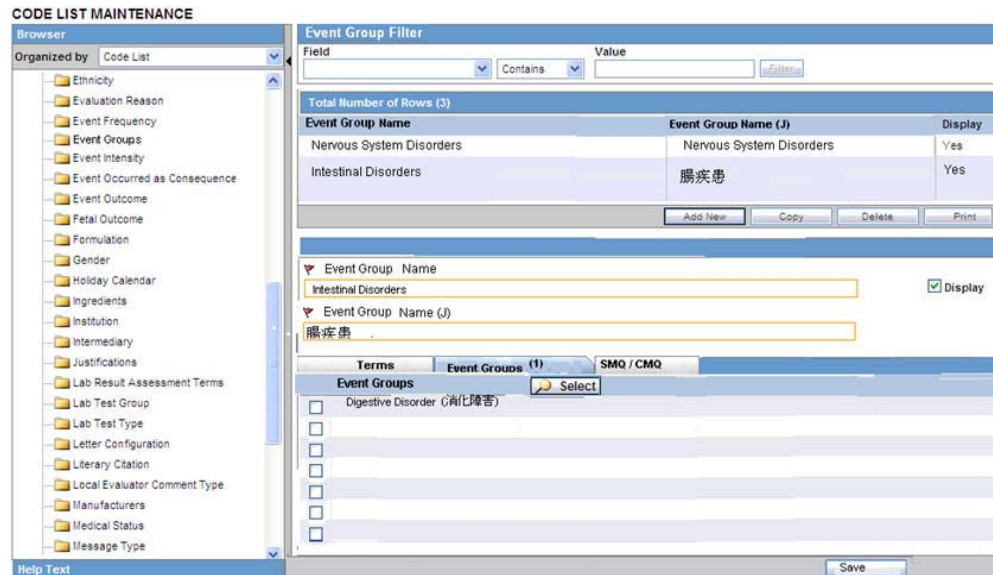 CODE LIST MAINTENANCE
Browser
Organized by Code List
Ethnicity
Evaluation Reason
Event Frequency
Event Groups
Event Intensity
Event Occurred as Consequence
Event Outcome
Fetal Outcome
Formulation
Gender
Holiday Calendar
Ingredients
Institution
Intermediary
Justifications
Lab Result Assessment Terms
Lab Test Group
Lab Test Type
Letter Configuration
Literary Citation
Local Evaluator Comment Type
Manufacturers
Medical Status
Message Type
Help Text
Event Group Filter
Field Value
Contains Filter
Total Number of Rows (3)
Event Group Name Event Group Name (J) Display
Nervous System Disorders Nervous System Disorders Yes
Intestinal Disorders 腸疾患 Yes
Add New Copy Delete Print
Event Group Name
Intestinal Disorders Display
Event Group Name (J)
腸疾患
Terms Event Groups (1) SMQ / CMQ
Event Groups Select
Digestive Disorder (消化障害)
Save